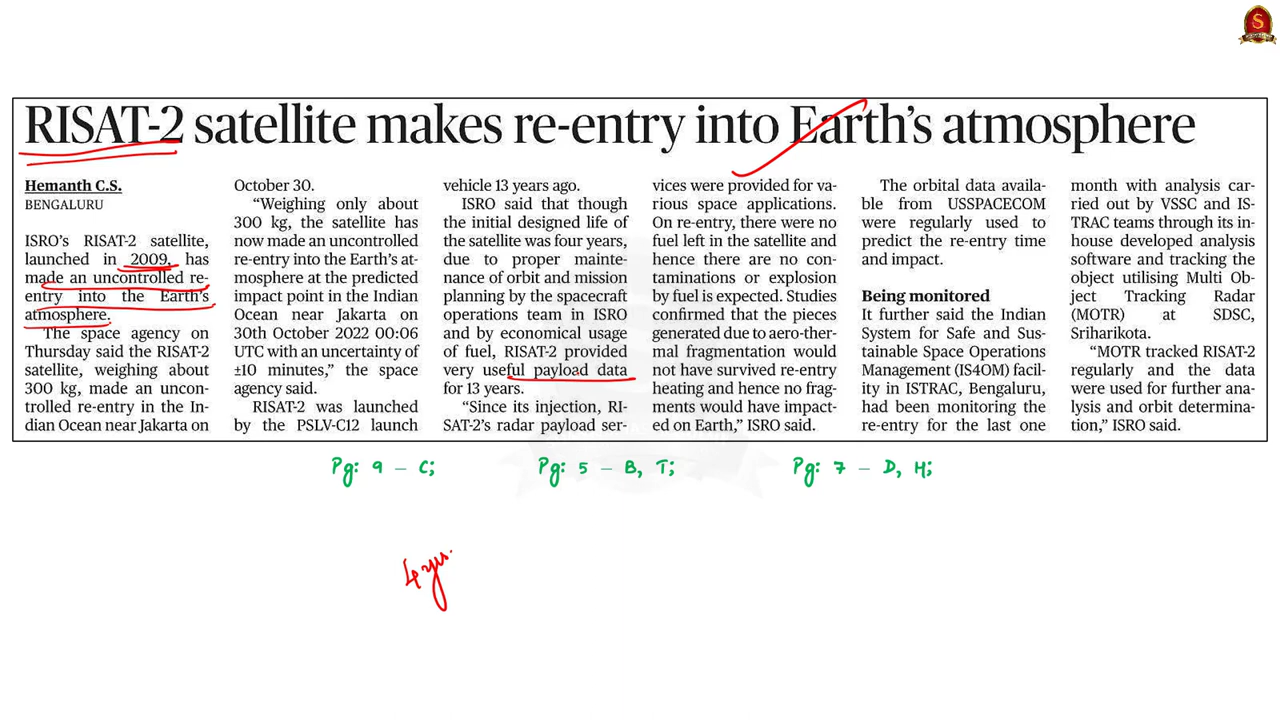 RISAT-2 satellite makes re-entry into Earth's atmosphere
Hemanth C.S.
BENGALURU
ISRO's RISAT-2 satellite,
launched in 2009, has
made an uncontrolled re-
entry into the Earth's
atmosphere.
The space agency on
Thursday said the RISAT-2
satellite, weighing about
300 kg, made an uncon-
trolled re-entry in the In-
dian Ocean near Jakarta on
October 30.
“Weighing only about
300 kg, the satellite has
now made an uncontrolled
re-entry into the Earth's at-
mosphere at the predicted
impact point in the Indian
Ocean near Jakarta on
30th October 2022 00:06
UTC with an uncertainty of
±10 minutes,” the space
agency said.
RISAT-2 was launched
by the PSLV-C12 launch
vehicle 13 years ago.
ISRO said that though
the initial designed life of
the satellite was four years,
due to proper mainte-
nance of orbit and mission
planning by the spacecraft
operations team in ISRO
and by economical usage
of fuel, RISAT-2 provided
very useful payload data
for 13 years.
“Since its injection, RI-
SAT-2's radar payload ser-
vices were provided for va-
rious space applications.
On re-entry, there were no
fuel left in the satellite and
hence there are no con-
taminations or explosion
by fuel is expected. Studies
confirmed that the pieces
generated due to aero-ther-
mal fragmentation would
not have survived re-entry
heating and hence no frag-
ments would have impact-
ed on Earth,” ISRO said.
The orbital data availa-
ble from USSPACECOM
were regularly used to
predict the re-entry time
and impact.
Being monitored
It further said the Indian
System for Safe and Sus-
tainable Space Operations
Management (IS4OM) facil-
ity in ISTRAC, Bengaluru,
had been monitoring the
re-entry for the last one
month with analysis car-
ried out by VSSC and IS-
TRAC teams through its in-
house developed analysis
software and tracking the
object utilising Multi Ob-
ject Tracking Radar
(MOTR) at SDSC,
Sriharikota.
“MOTR tracked RISAT-2
regularly and the data
were used for further ana-
lysis and orbit determina-
tion,” ISRO said.
Pg: 9 – C;
Pg: 5 – B, T;
Pg: 7 – D, H;
4 yrs.